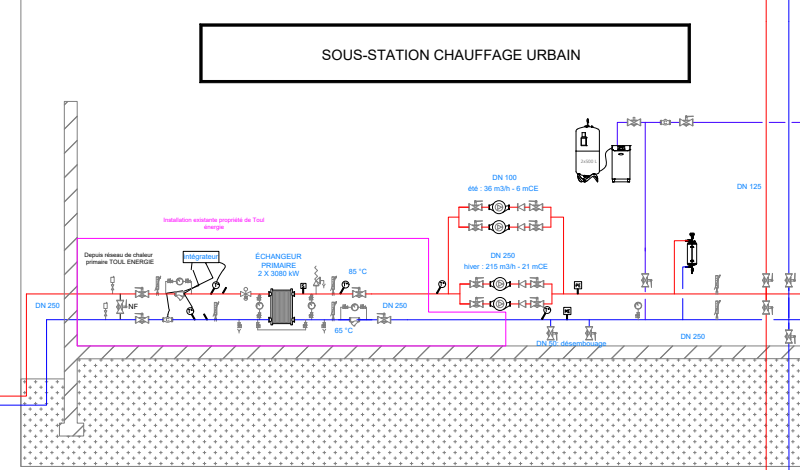 SOUS-STATION CHAUFFAGE URBAIN
DN 100
été : 36 m3/h - 6 mCE
DN 125
Installation existante propriété de Toul
énergie
Depuis réseau de chaleur
primaire TOUL ENERGIE
intégrateur
ÉCHANGEUR
PRIMAIRE
2 X 3080 kW
85 °C
DN 250
hiver : 215 m3/h - 21 mCE
DN 250
NF
DN 250
65 °C
DN 50: désembouage
DN 250